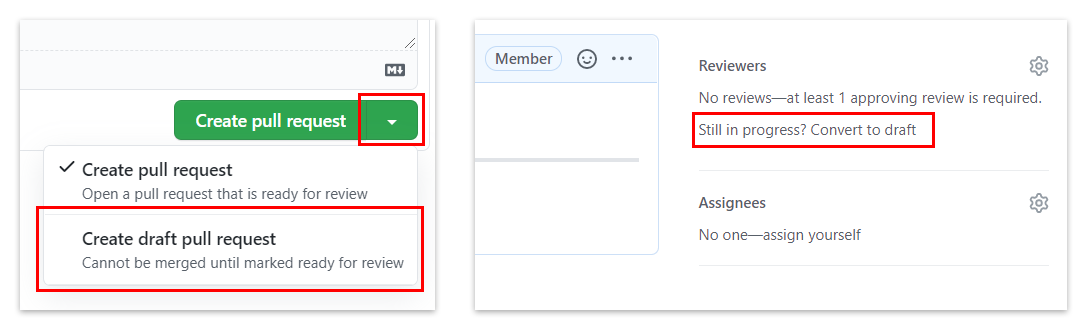 M↓
Create pull request
Create pull request
Open a pull request that is ready for review
Create draft pull request
Cannot be merged until marked ready for review
Member
Reviewers
No reviews—at least 1 approving review is required.
Still in progress? Convert to draft
Assignees
No one—assign yourself